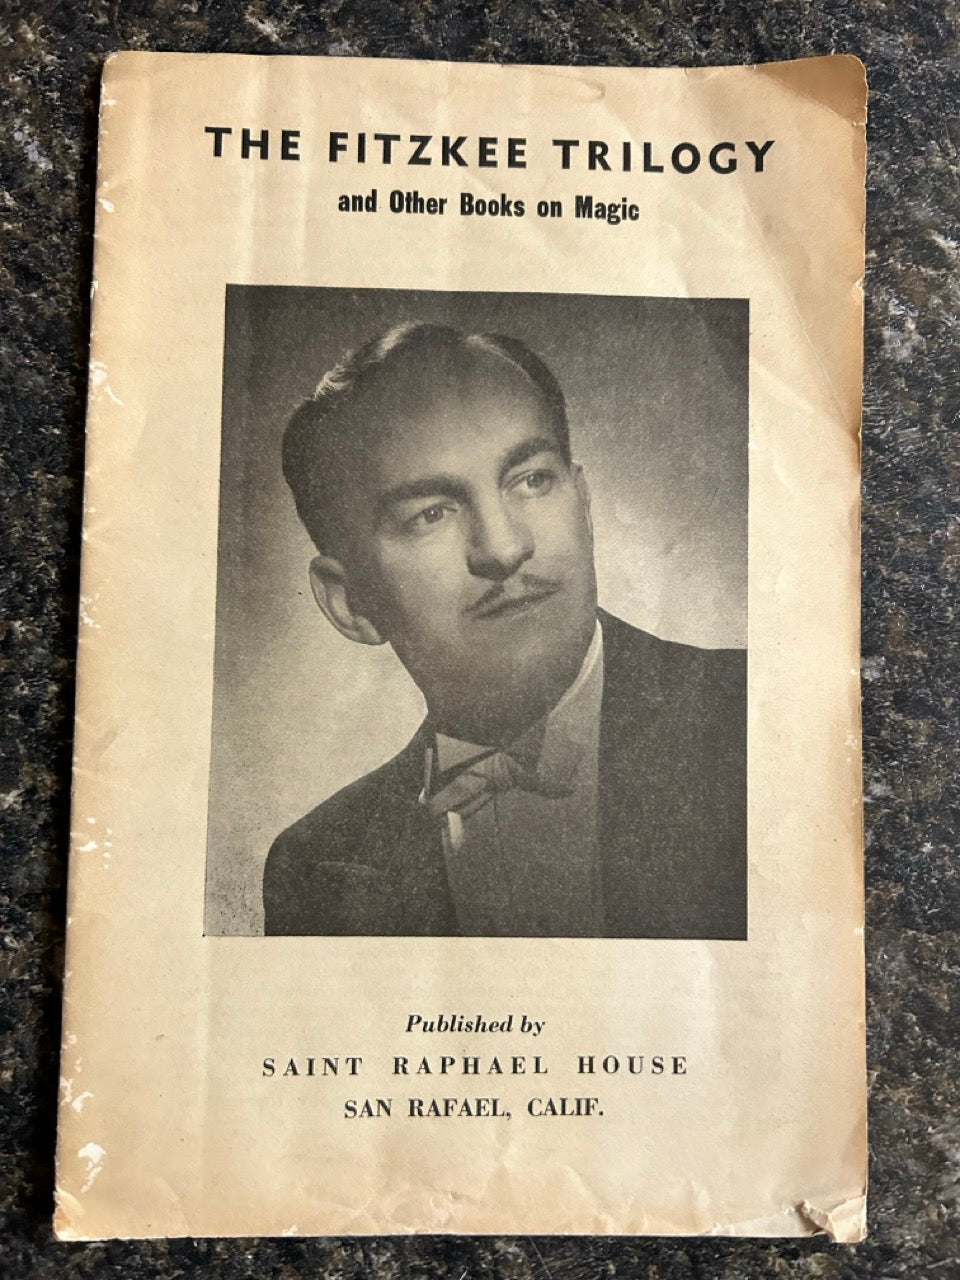 THE FITZKEE TRILOGY
and Other Books on Magic
Published by
SAINT RAPHAEL HOUSE
SAN RAFAEL, CALIF.